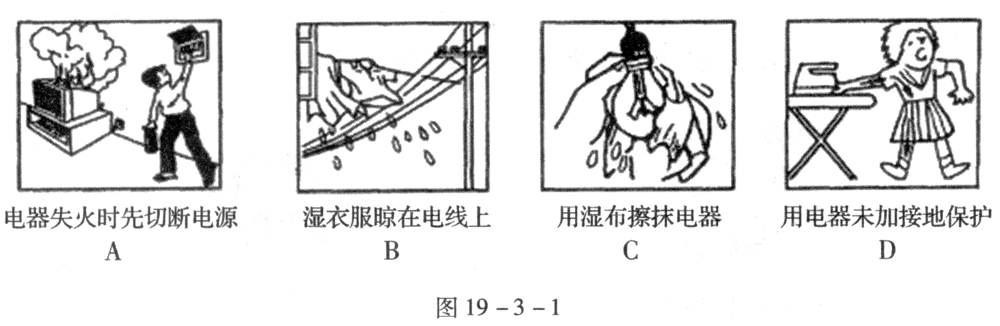 电器失火时先切断电源
湿衣服晾在电线上
用湿布擦抹电器
用电器未加接地保护
A
B
C
D
图 19-3-1